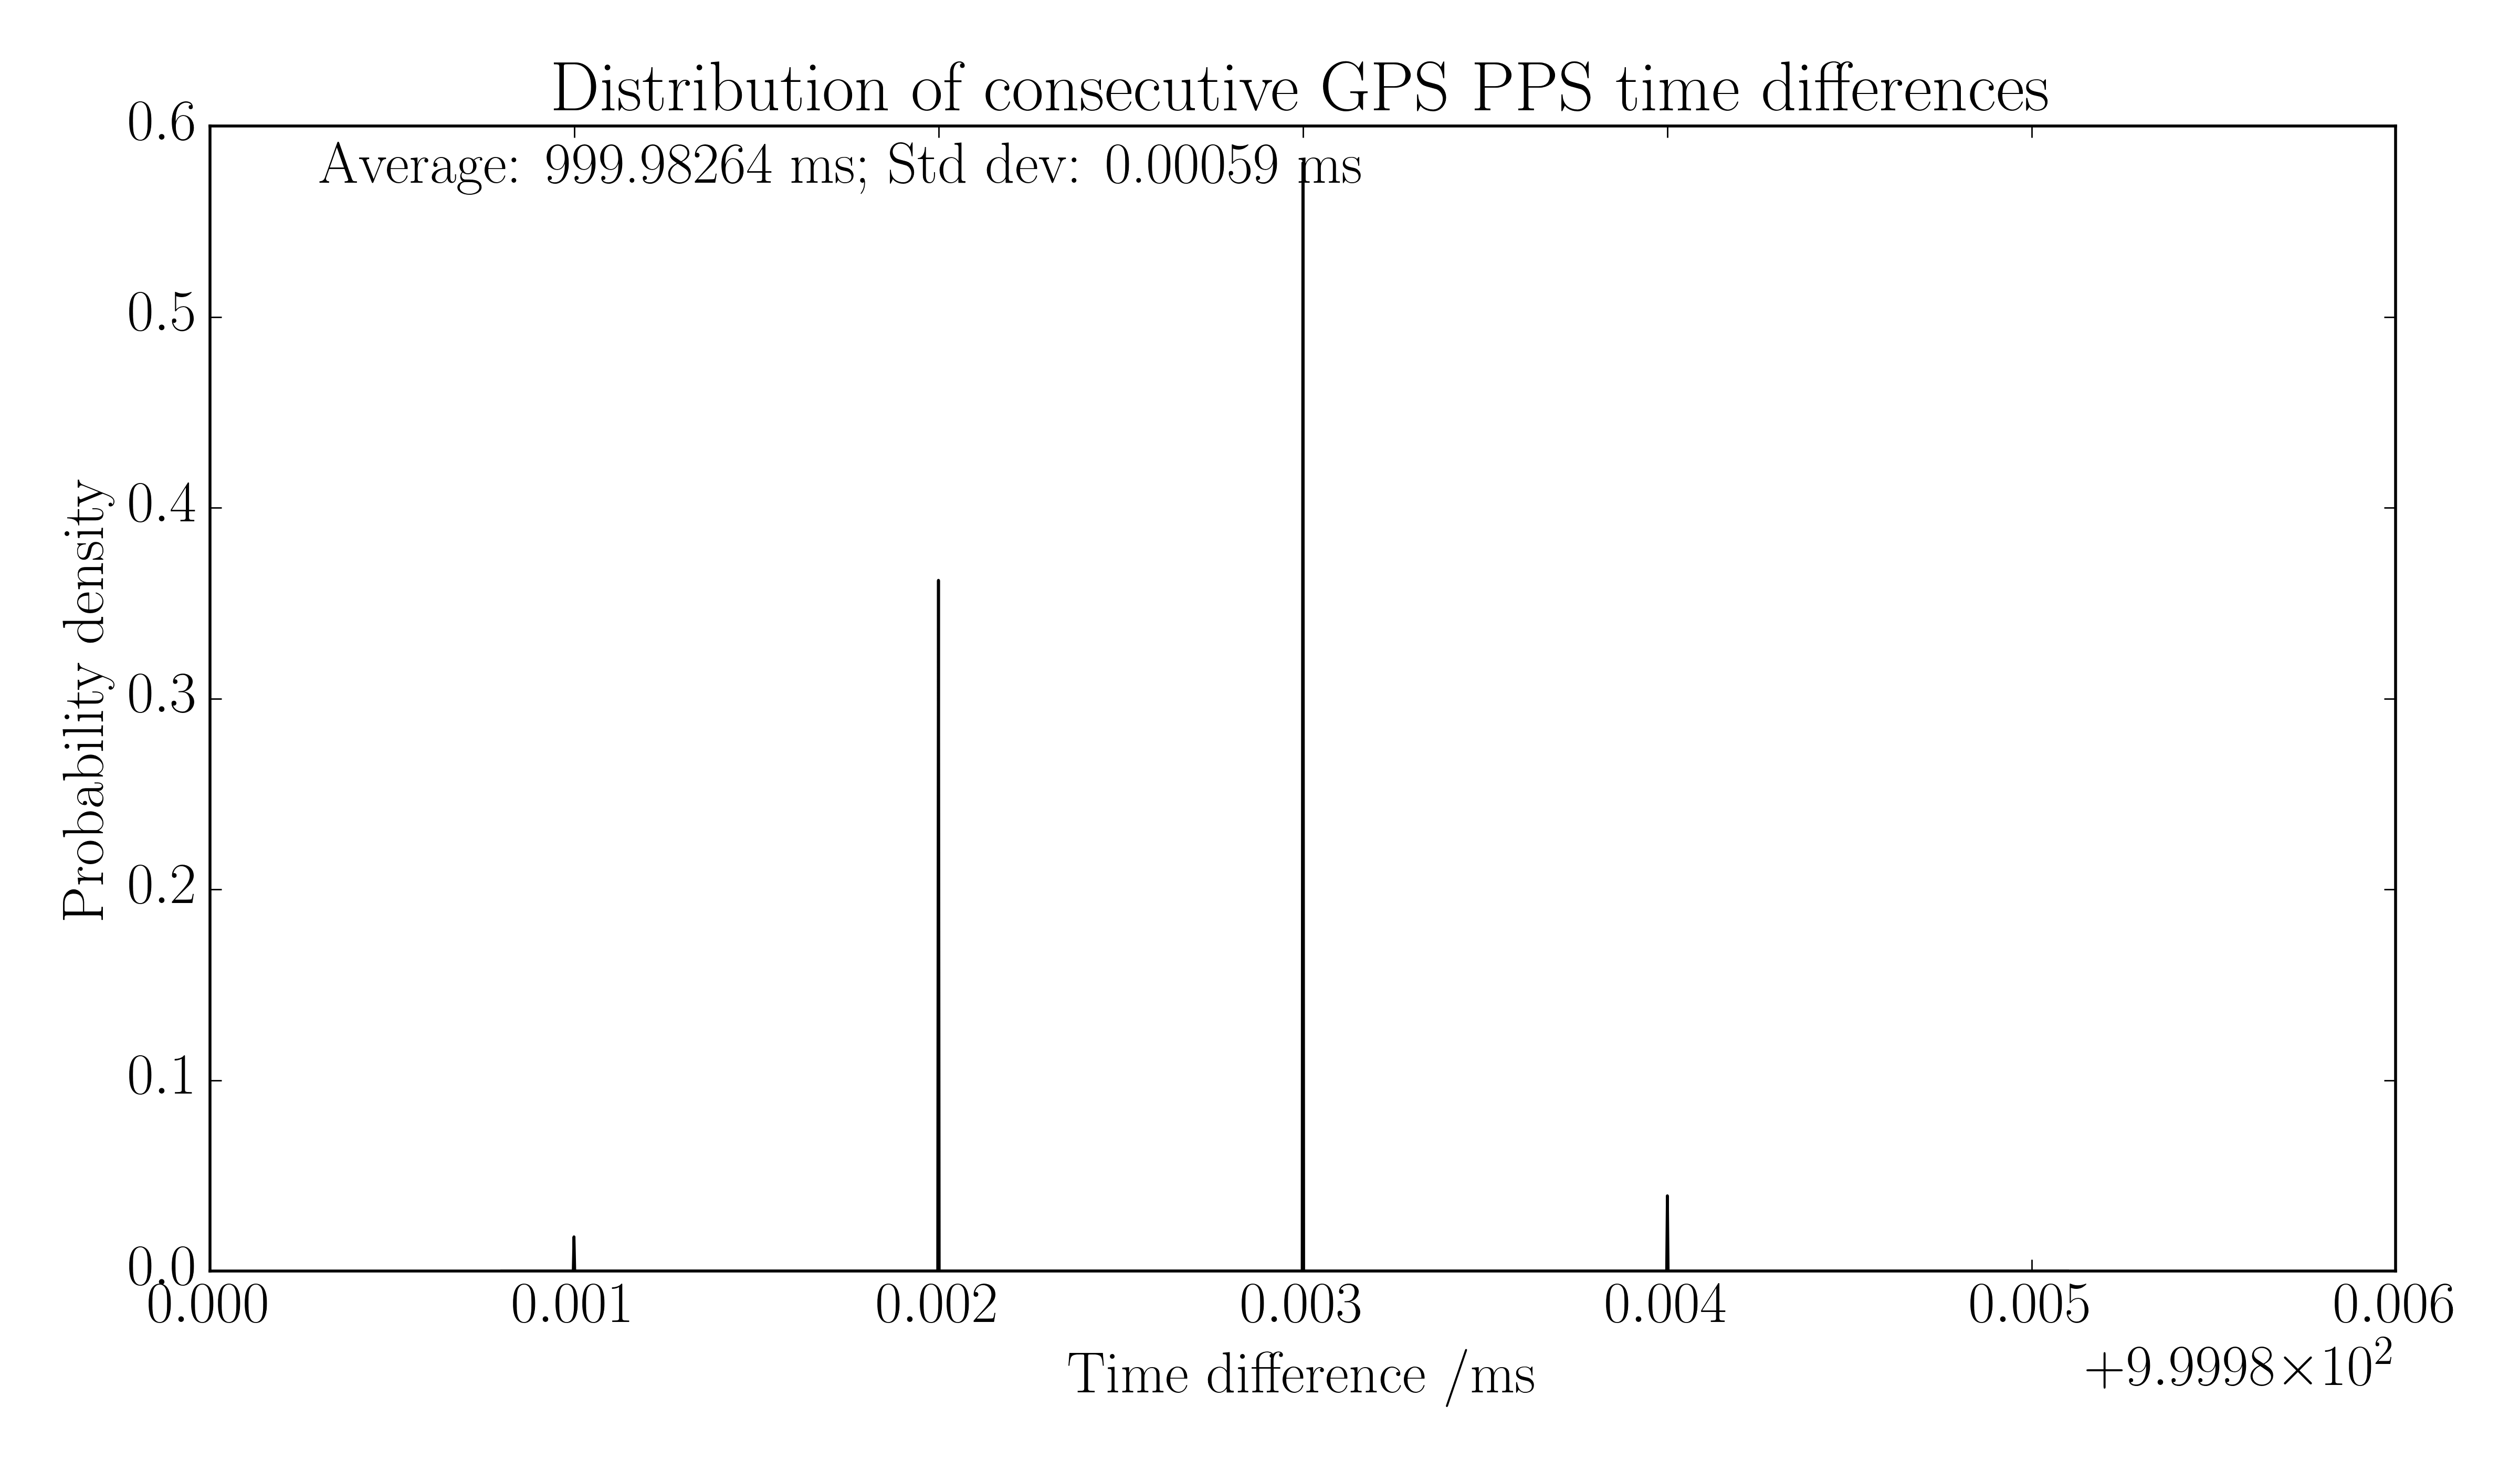 Distribution of consecutive GPS PPS time differences
Average: 999.98264 ms; Std dev: 0.00059 ms
0.6
0.5
0.4
0.3
0.2
0.1
0.0
Probability density
0.000 0.001 0.002 0.003 0.004 0.005 0.006
Time difference /ms
+9.9998×10²